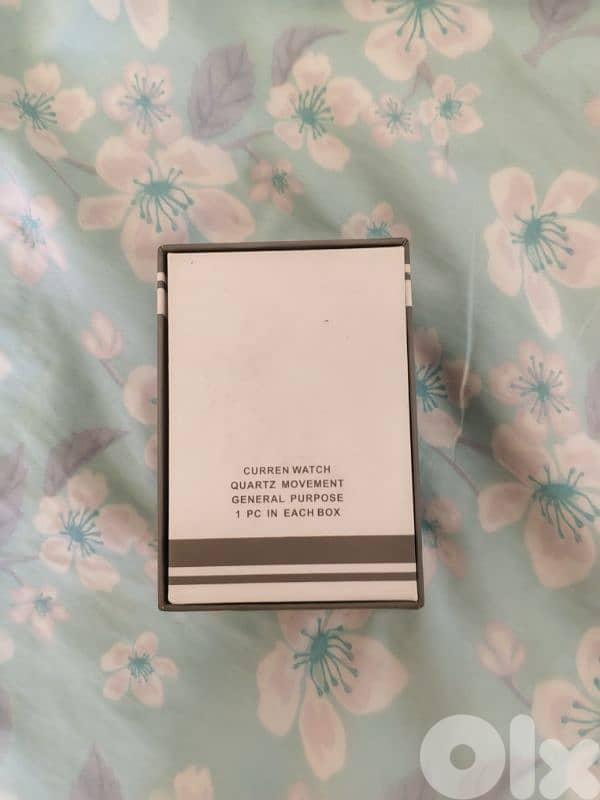 CURREN WATCH
QUARTZ MOVEMENT
GENERAL PURPOSE
1 PC IN EACH BOX
OLX